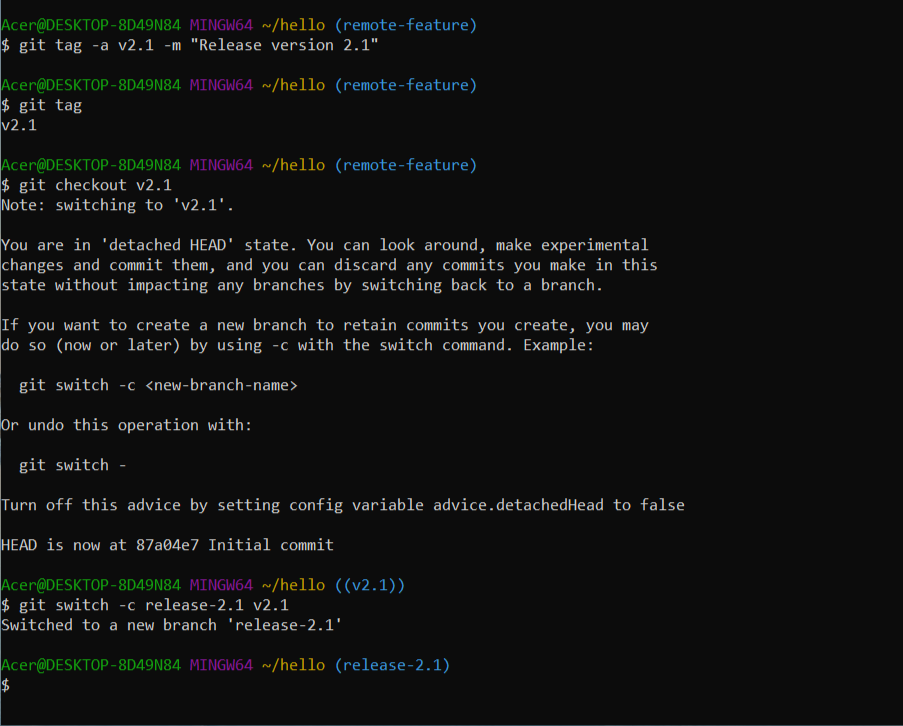 Acer@DESKTOP-8D49N84 MINGW64 ~/hello (remote-feature)
$ git tag -a v2.1 -m "Release version 2.1"
Acer@DESKTOP-8D49N84 MINGW64 ~/hello (remote-feature)
$ git tag
v2.1
Acer@DESKTOP-8D49N84 MINGW64 ~/hello (remote-feature)
$ git checkout v2.1
Note: switching to 'v2.1'.
You are in 'detached HEAD' state. You can look around, make experimental
changes and commit them, and you can discard any commits you make in this
state without impacting any branches by switching back to a branch.
If you want to create a new branch to retain commits you create, you may
do so (now or later) by using -c with the switch command. Example:
git switch -c <new-branch-name>
Or undo this operation with:
git switch -
Turn off this advice by setting config variable advice.detachedHead to false
HEAD is now at 87a04e7 Initial commit
Acer@DESKTOP-8D49N84 MINGW64 ~/hello ((v2.1))
$ git switch -c release-2.1 v2.1
Switched to a new branch 'release-2.1'
Acer@DESKTOP-8D49N84 MINGW64 ~/hello (release-2.1)
$